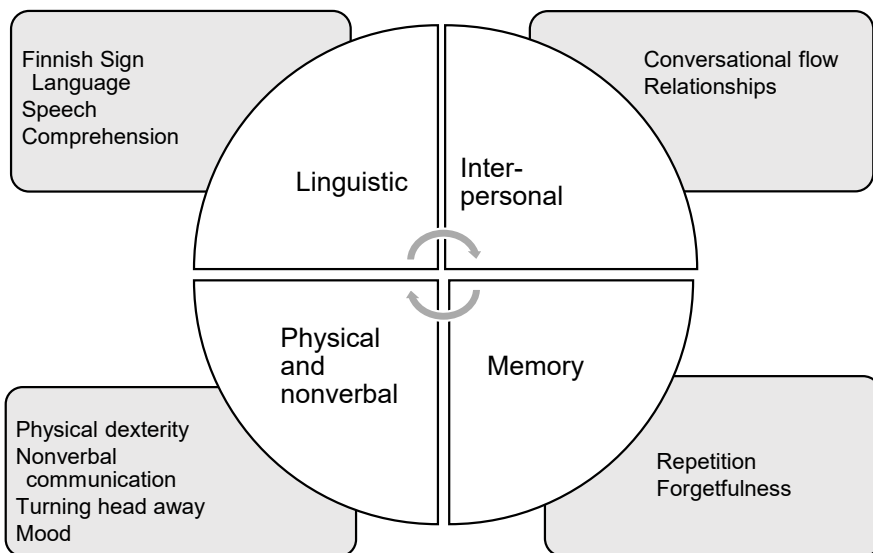 Finnish Sign
Language
Speech
Comprehension
Conversational flow
Relationships
Linguistic
Inter-
personal
Physical
and
nonverbal
Memory
Physical dexterity
Nonverbal
communication
Turning head away
Mood
Repetition
Forgetfulness